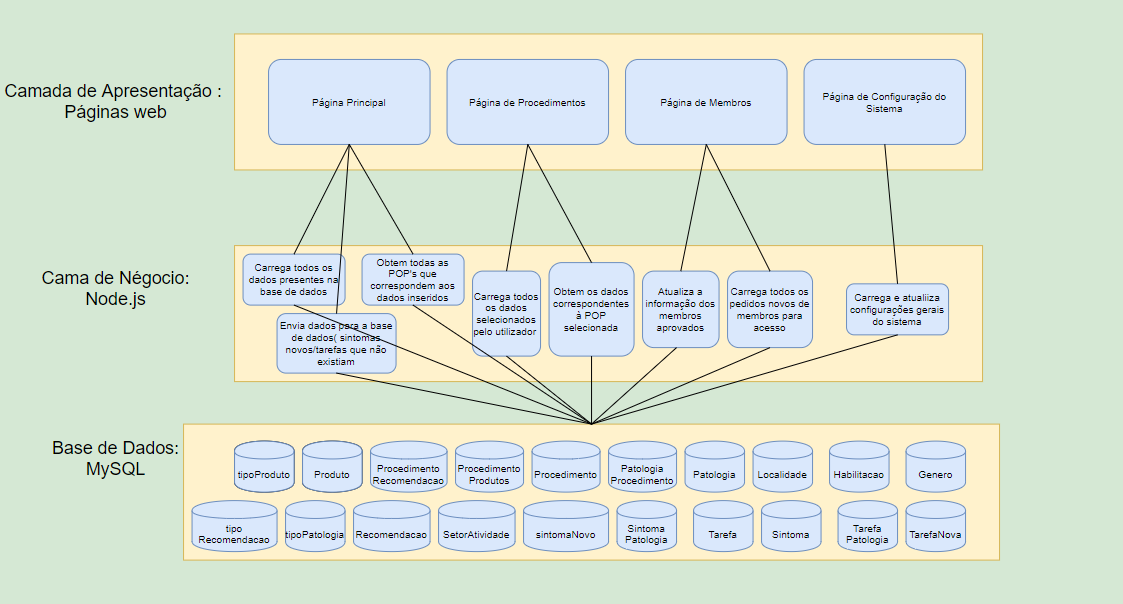 Camada de Apresentação :
Páginas web
Página Principal
Página de Procedimentos
Página de Membros
Página de Configuração do
Sistema
Cama de Négocio:
Node.js
Carrega todos os
dados presentes na
base de dados
Obtem todas as
POP's que
correspondem aos
dados inseridos
Envia dados para a base
de dados( sintomas
novos/tarefas que não
existiam
Carrega todos
os dados
selecionados
pelo utilizador
Obtem os dados
correspondentes
à POP
selecionada
Atualiza a
informação dos
membros
aprovados
Carrega todos os
pedidos novos de
membros para
acesso
Carrega e atualiiza
configurações gerais
do sistema
Base de Dados:
MySQL
tipoProduto
Produto
Procedimento
Recomendacao
Procedimento
Produtos
Procedimento
Patologia
Procedimento
Patologia
Localidade
Habilitacao
Genero
tipo
Recomendacao
tipoPatologia
Recomendacao
SetorAtividade
sintomaNovo
Sintoma
Patologia
Tarefa
Sintoma
Tarefa
Patologia
TarefaNova